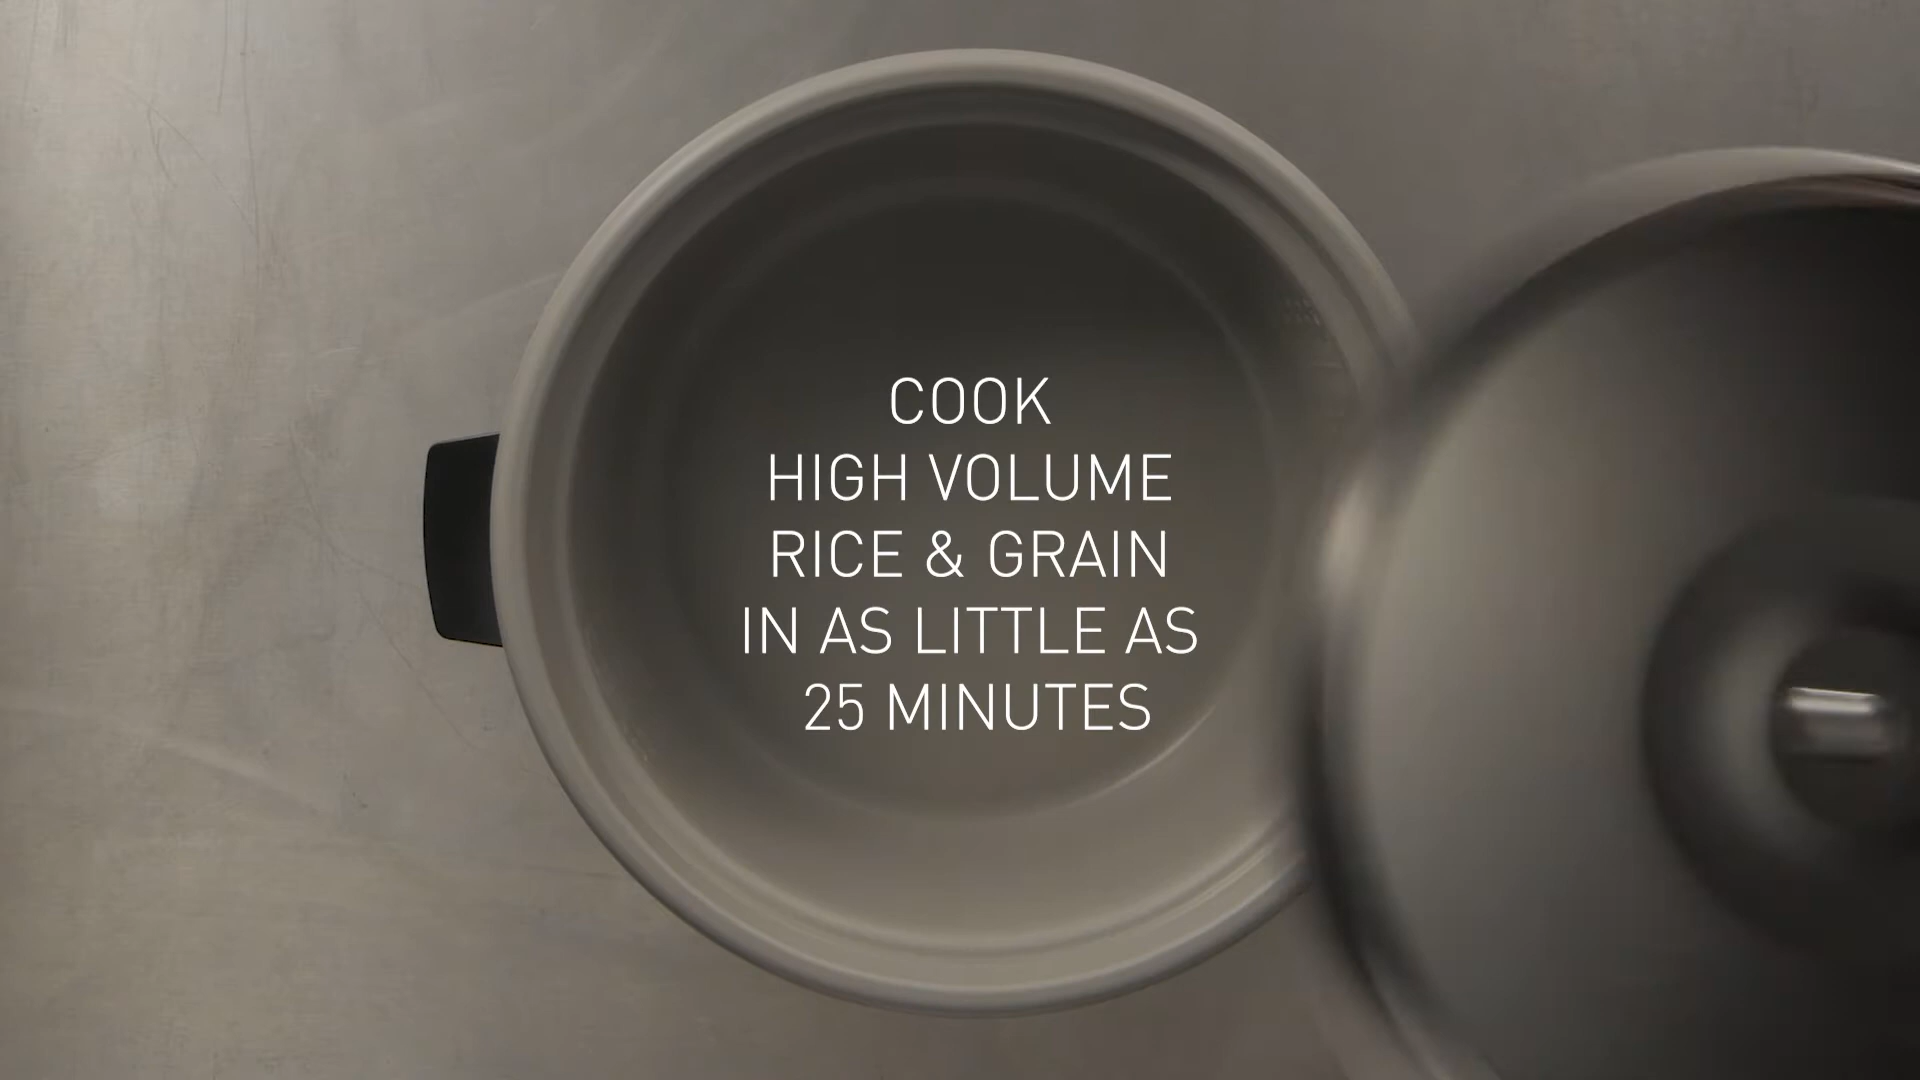 COOK
HIGH VOLUME
RICE & GRAIN
IN AS LITTLE AS
25 MINUTES